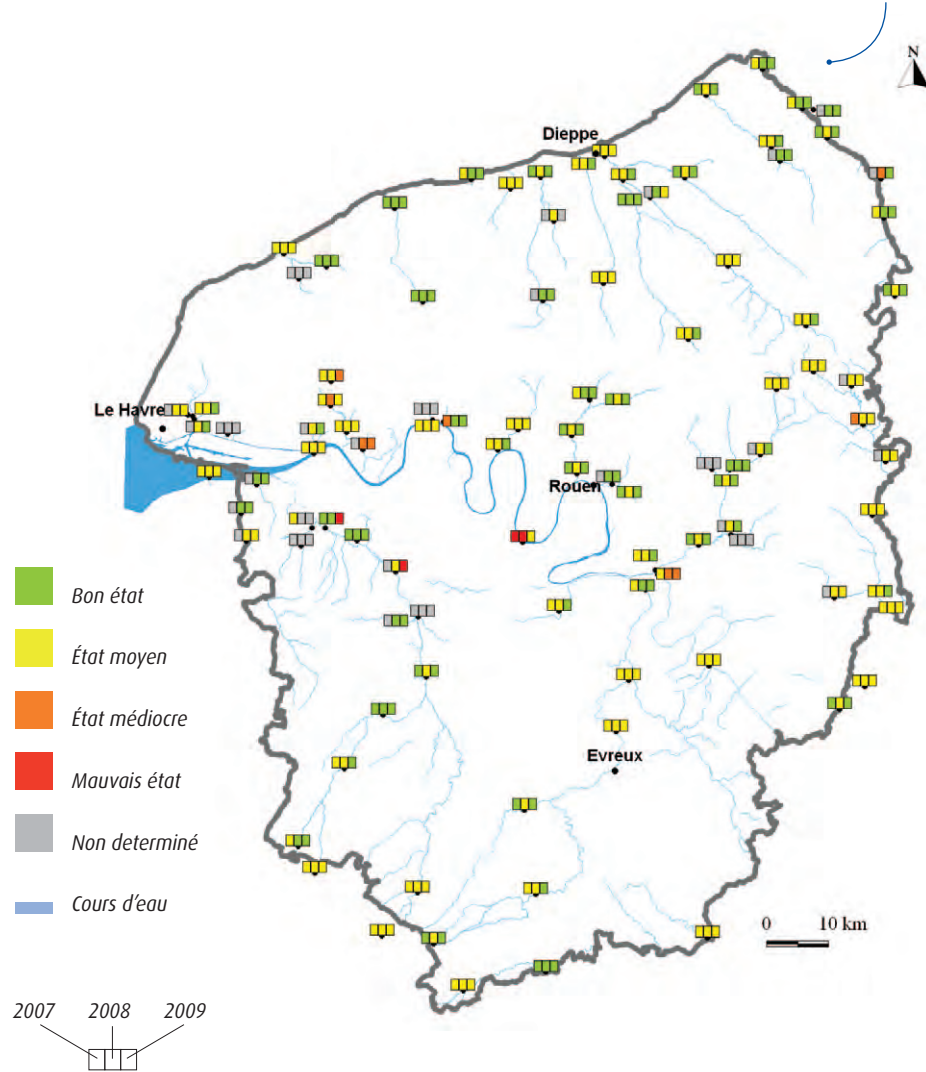 N
Dieppe
Le Havre
Rouen
Bon état
État moyen
État médiocre
Mauvais état
Evreux
Non determiné
Cours d'eau
0 10 km
2007 2008 2009